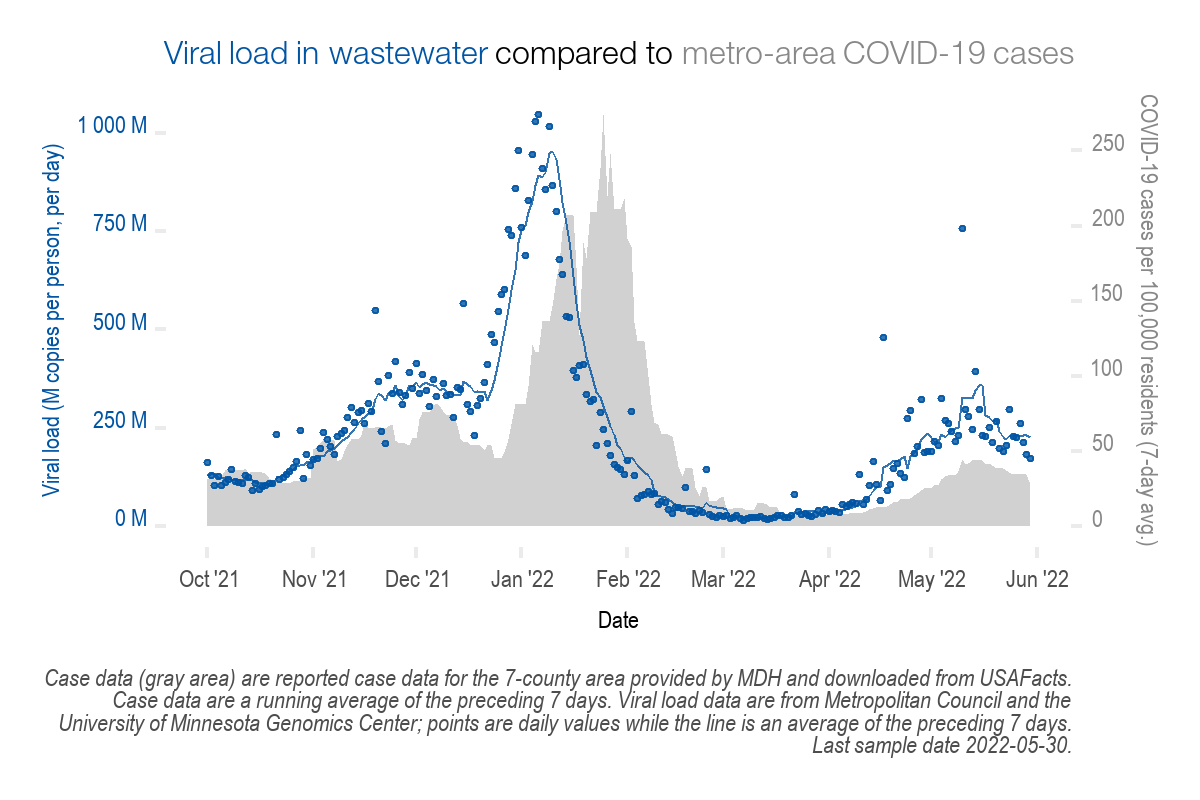 Viral load in wastewater compared to metro-area COVID-19 cases
Viral load (M copies per person, per day)
1 000 M
750 M
500 M
250 M
0 M
250
200
150
100
50
0
COVID-19 cases per 100,000 residents (7-day avg.)
Oct '21 Nov '21 Dec '21 Jan '22 Feb '22 Mar '22 Apr '22 May '22 Jun '22
Date
Case data (gray area) are reported case data for the 7-county area provided by MDH and downloaded from USAFacts.
Case data are a running average of the preceding 7 days. Viral load data are from Metropolitan Council and the
University of Minnesota Genomics Center; points are daily values while the line is an average of the preceding 7 days.
Last sample date 2022-05-30.